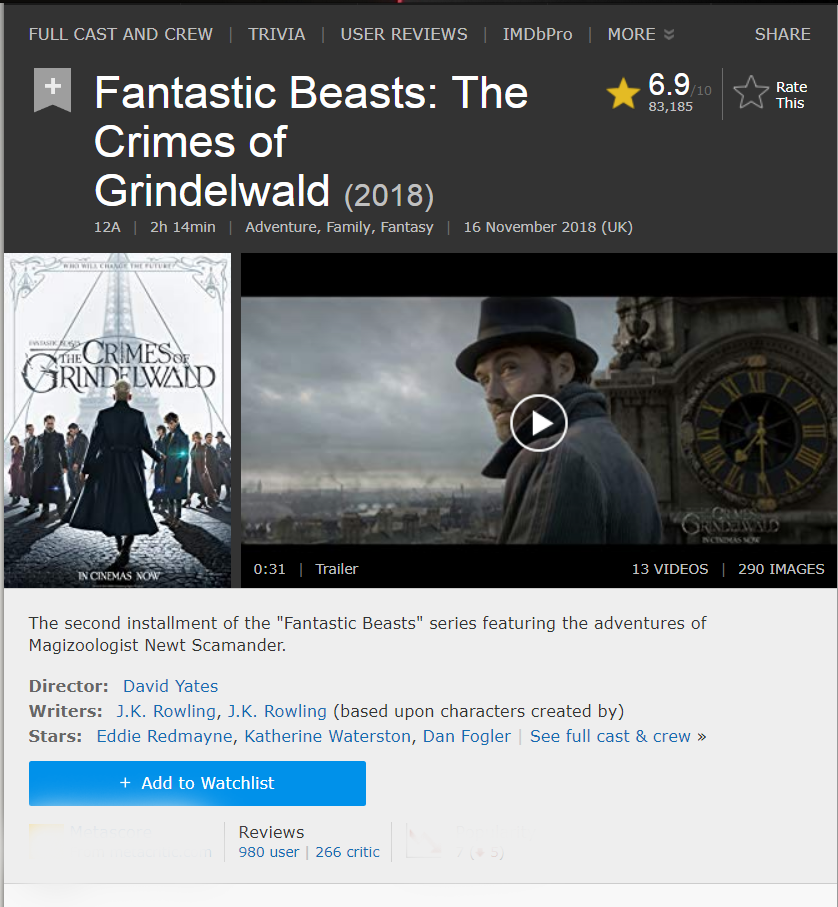 FULL CAST AND CREW | TRIVIA | USER REVIEWS | IMDbPro | MORE | SHARE
Fantastic Beasts: The
Crimes of
Grindelwald (2018)
6.9/10
83,185
Rate
This
12A | 2h 14min | Adventure, Family, Fantasy | 16 November 2018 (UK)
WHO WILL CHANGE THE FUTURE?
FANTASTIC BEASTS
THE CRIMES OF
GRINDELWALD
IN CINEMAS NOW
CRIMES OF
GRINDELWALD
IN CINEMAS NOW
0:31 | Trailer
13 VIDEOS | 290 IMAGES
The second installment of the "Fantastic Beasts" series featuring the adventures of
Magizoologist Newt Scamander.
Director: David Yates
Writers: J.K. Rowling, J.K. Rowling (based upon characters created by)
Stars: Eddie Redmayne, Katherine Waterston, Dan Fogler | See full cast & crew »
+ Add to Watchlist
Reviews
980 user | 266 critic